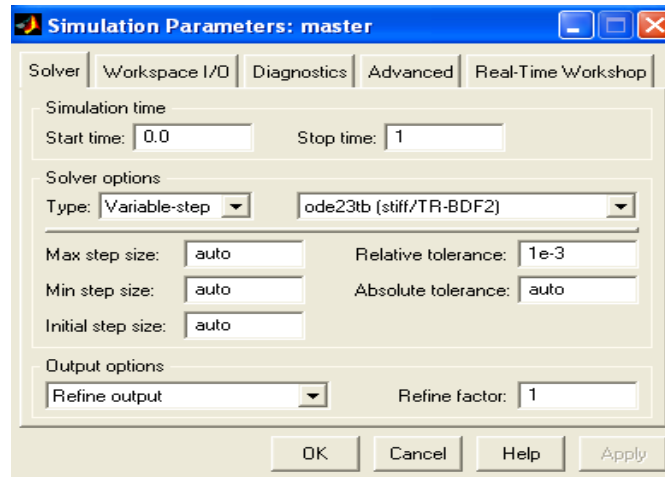 Simulation Parameters: master
Solver Workspace I/O Diagnostics Advanced Real-Time Workshop
Simulation time
Start time: 0.0 Stop time: 1
Solver options
Type: Variable-step ode23tb (stiff/TR-BDF2)
Max step size: auto Relative tolerance: 1e-3
Min step size: auto Absolute tolerance: auto
Initial step size: auto
Output options
Refine output Refine factor: 1
OK Cancel Help Apply